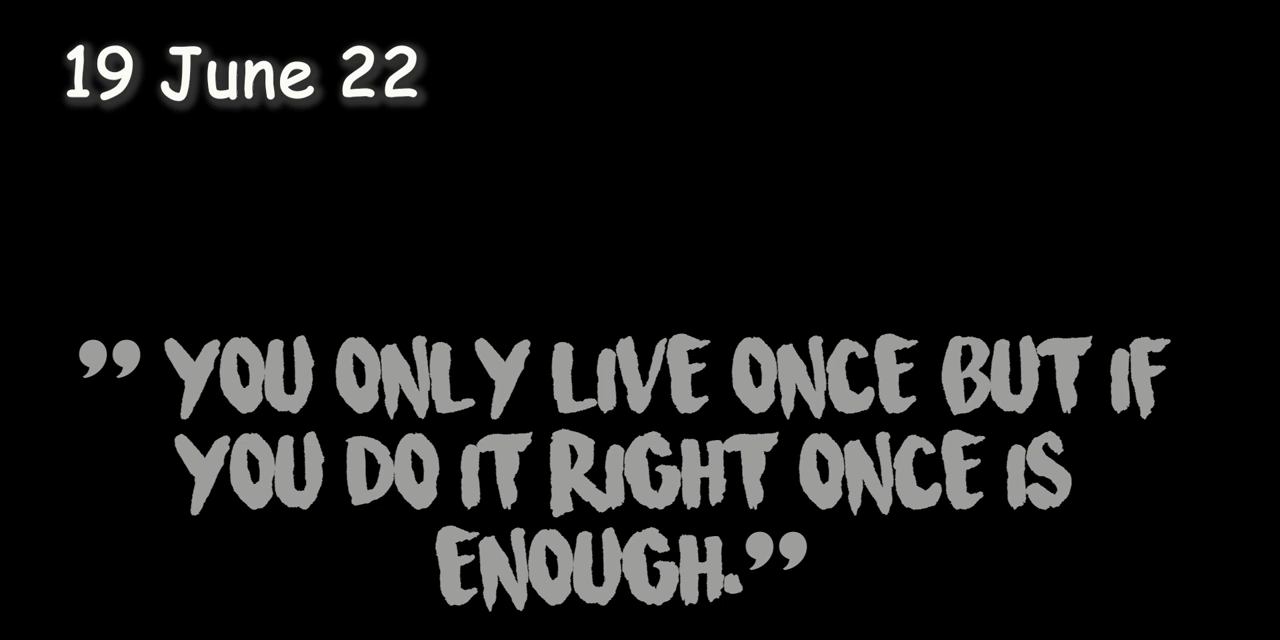 19 June 22
” YOU ONLY LIVE ONCE BUT IF
YOU DO IT RIGHT ONCE IS
ENOUGH.”